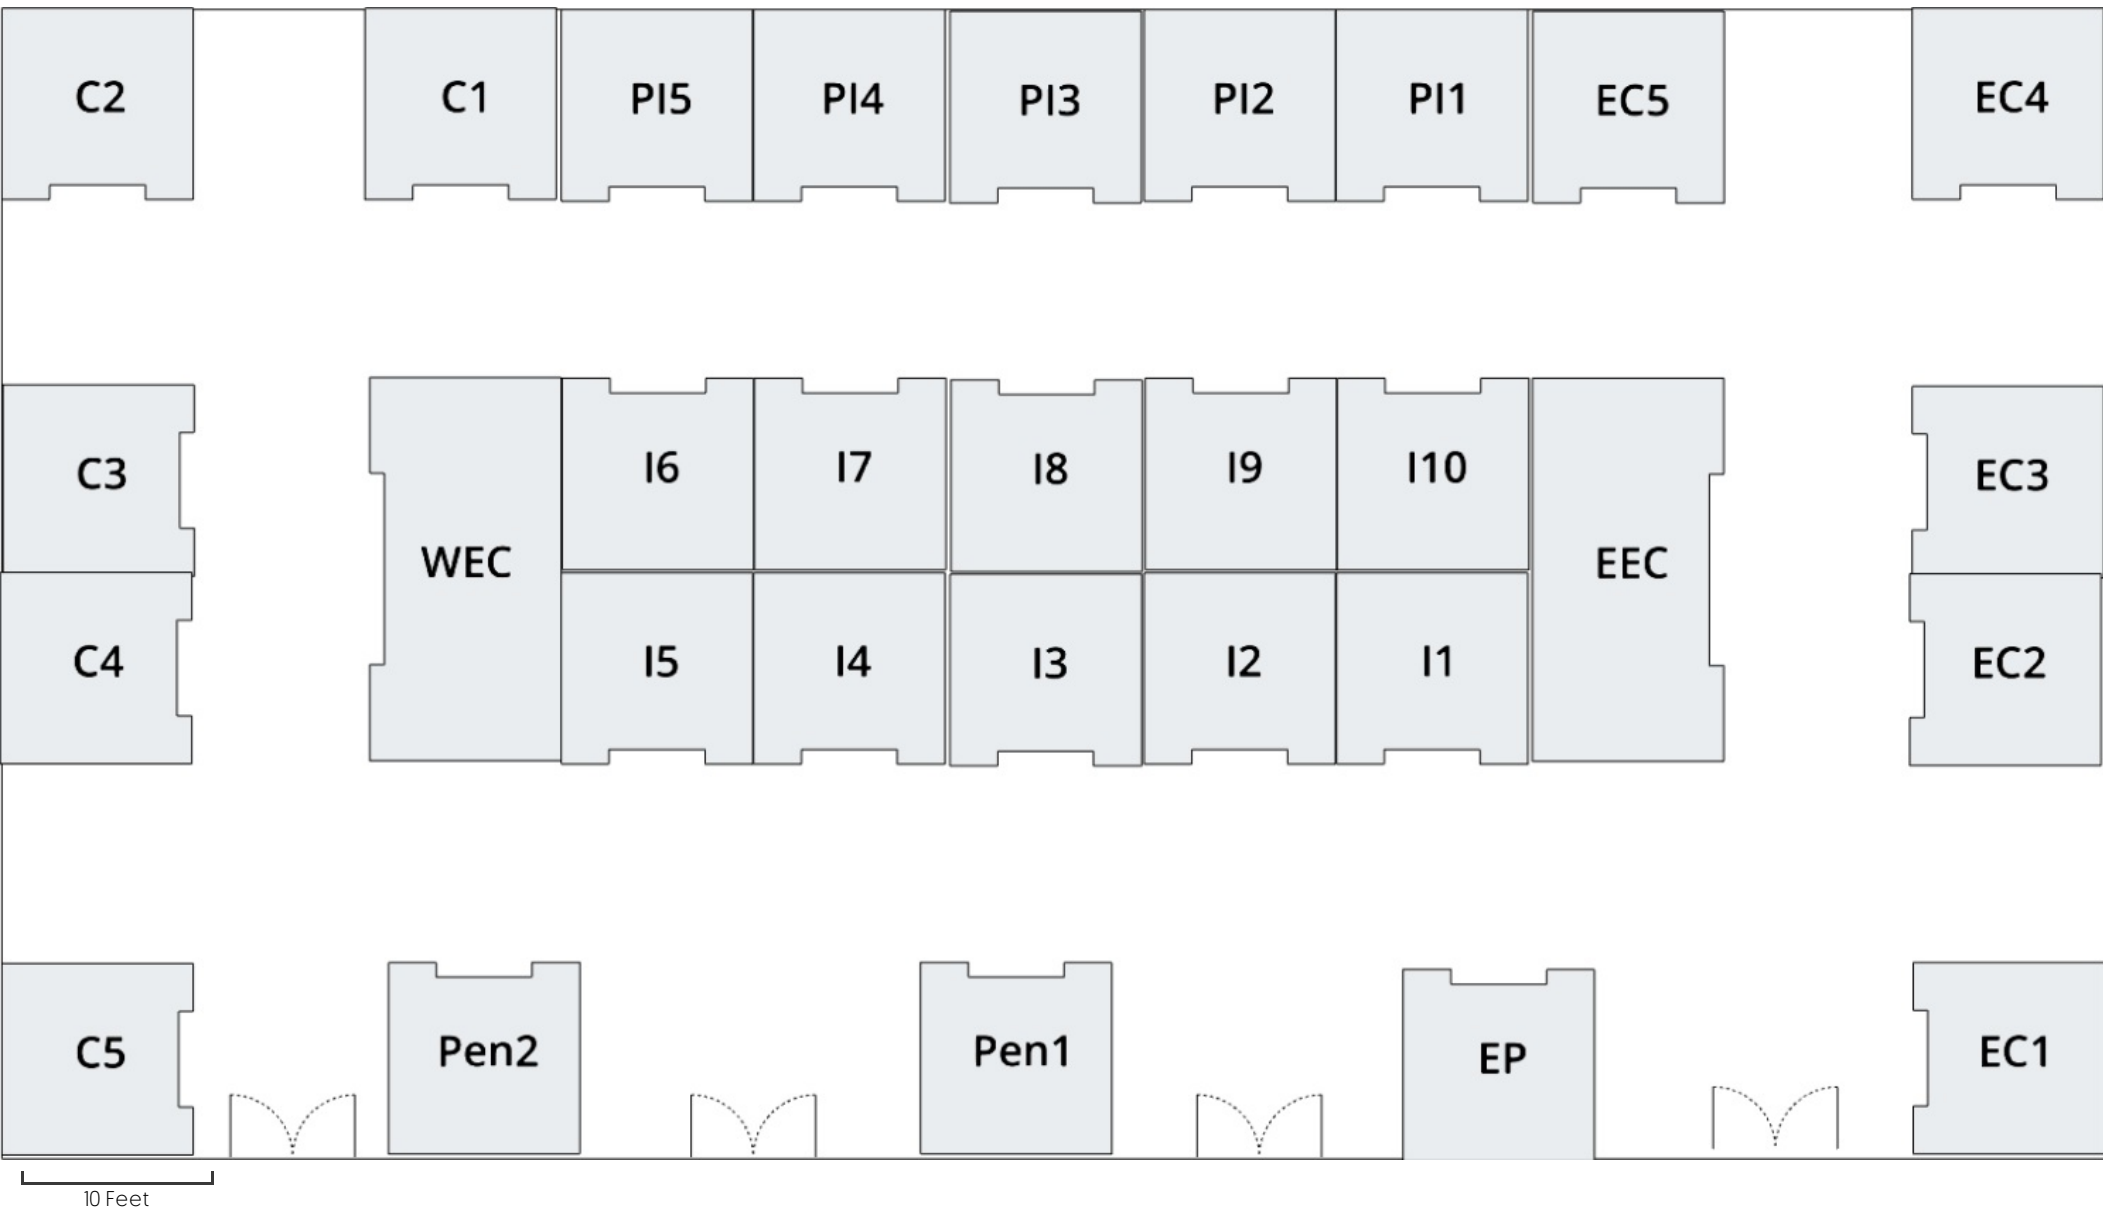 C2
C1
PI5
PI4
PI3
PI2
PI1
EC5
EC4
C3
WEC
I6
I7
I8
I9
I10
EEC
EC3
C4
I5
I4
I3
I2
I1
EC2
C5
Pen2
Pen1
EP
EC1
10 Feet